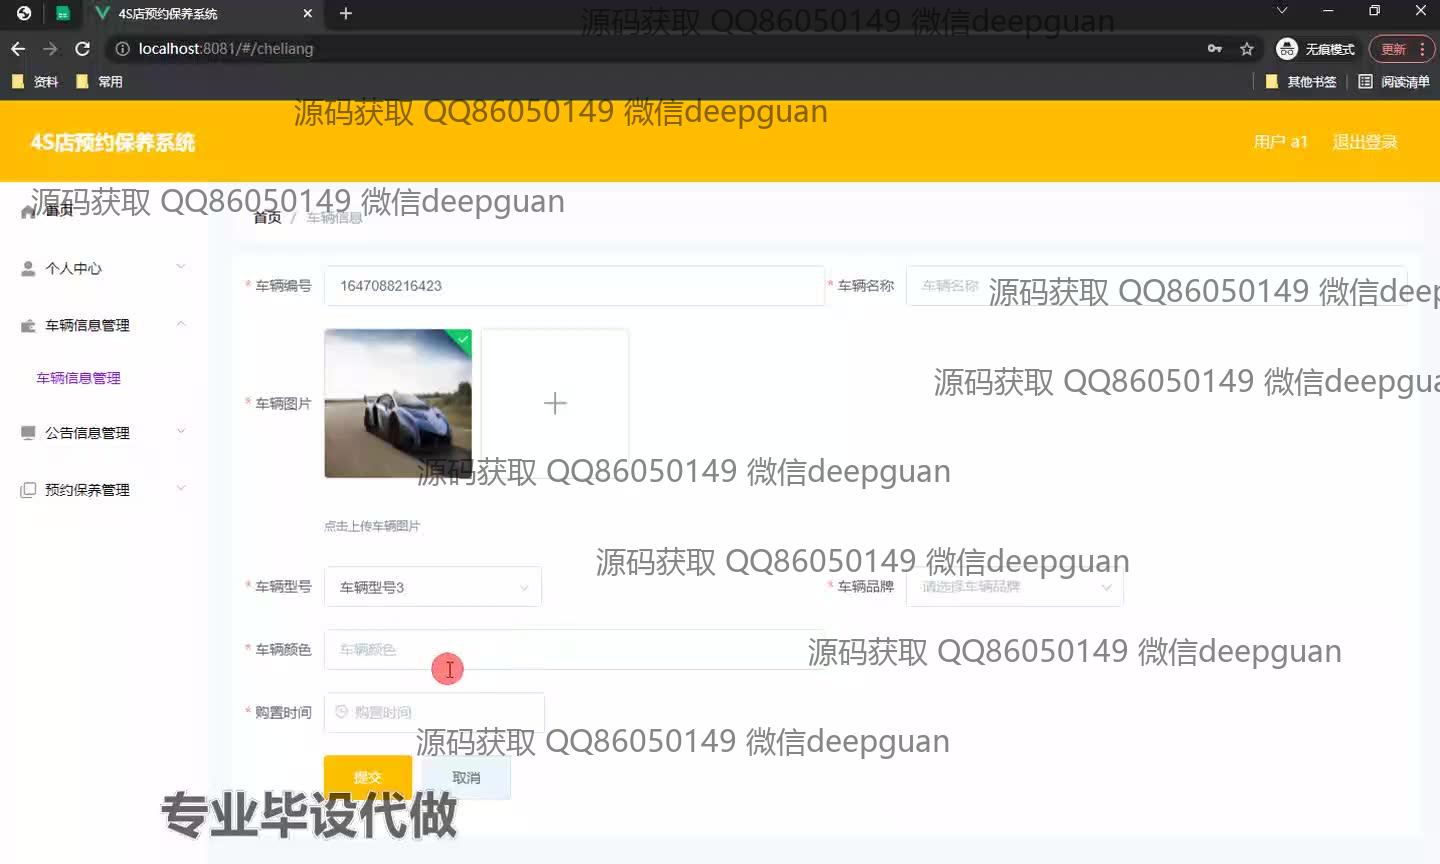 4S店预约保养系统
源码获取 QQ86050149 微信deepguan
localhost:8081/#/cheliang
无痕模式
更新
资料
常用
其他书签
阅读清单
源码获取 QQ86050149 微信deepguan
4S店预约保养系统
用户 a1
退出登录
源码获取 QQ86050149 微信deepguan
首页
首页 / 车辆信息
个人中心
* 车辆编号
1647088216423
* 车辆名称
车辆名称
源码获取 QQ86050149 微信deep
车辆信息管理
车辆信息管理
源码获取 QQ86050149 微信deepgua
* 车辆图片
公告信息管理
源码获取 QQ86050149 微信deepguan
预约保养管理
点击上传车辆图片
源码获取 QQ86050149 微信deepguan
* 车辆型号
车辆型号3
* 车辆品牌
请选择车辆品牌
* 车辆颜色
车辆颜色
源码获取 QQ86050149 微信deepguan
* 购置时间
购置时间
源码获取 QQ86050149 微信deepguan
提交
取消
专业毕设代做